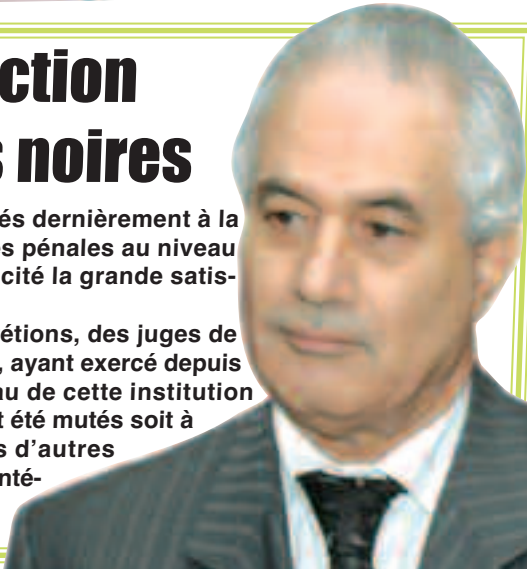 ction
s noires
és dernièrement à la
es pénales au niveau
cité la grande satis-
étions, des juges de
, ayant exercé depuis
au de cette institution
t été mutés soit à
s d'autres
nté-